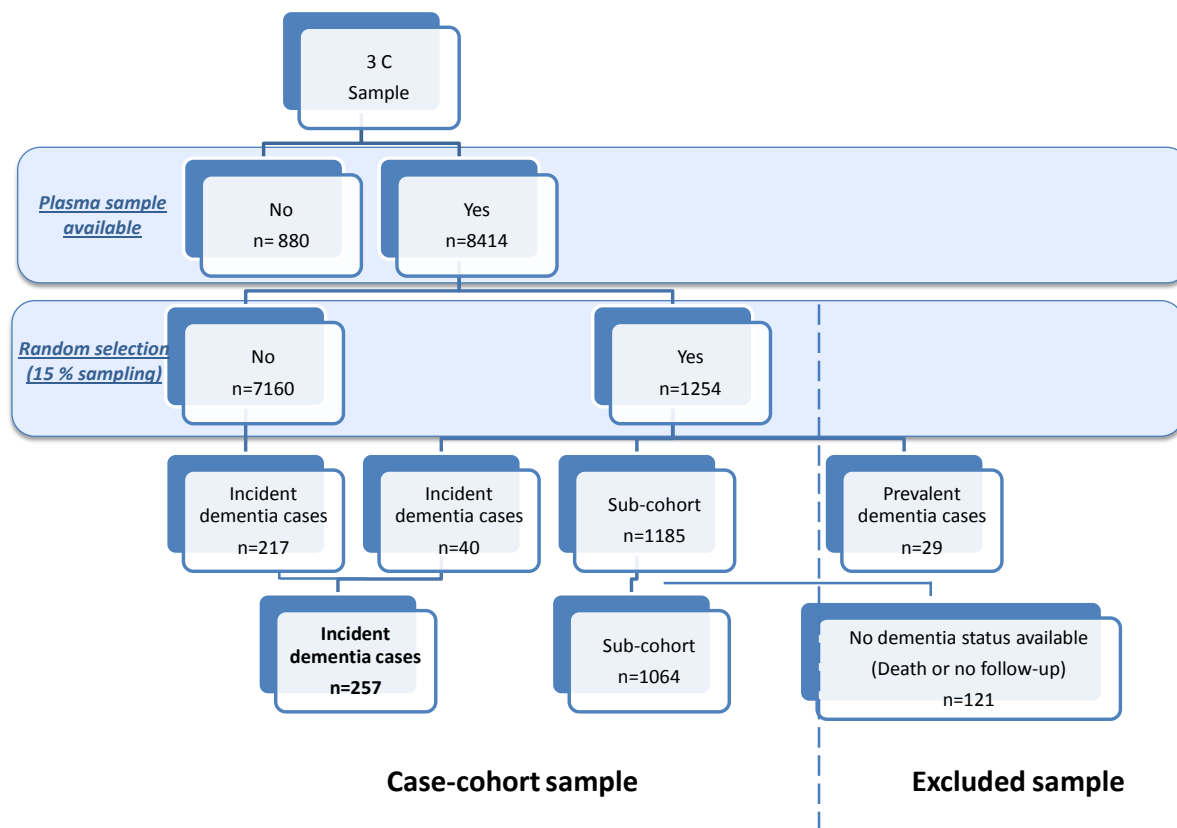 3 C
Sample
Plasma sample
available
No
n= 880
Yes
n=8414
Random selection
(15 % sampling)
No
n=7160
Yes
n=1254
Incident
dementia cases
n=217
Incident
dementia cases
n=40
Sub-cohort
n=1185
Prevalent
dementia cases
n=29
Incident
dementia cases
n=257
Sub-cohort
n=1064
No dementia status available
(Death or no follow-up)
n=121
Case-cohort sample
Excluded sample